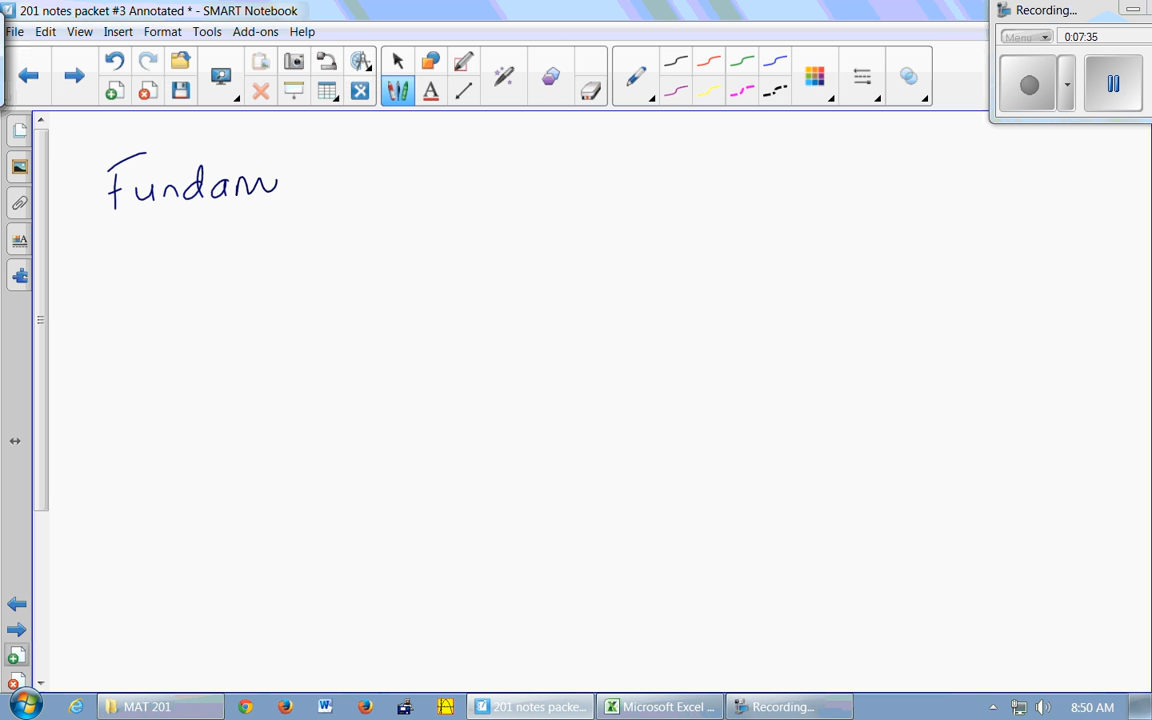 201 notes packet #3 Annotated * - SMART Notebook
Recording...
File Edit View Insert Format Tools Add-ons Help
Menu
0:07:35
Fundam
MAT 201
201 notes packe...
Microsoft Excel ...
Recording...
8:50 AM